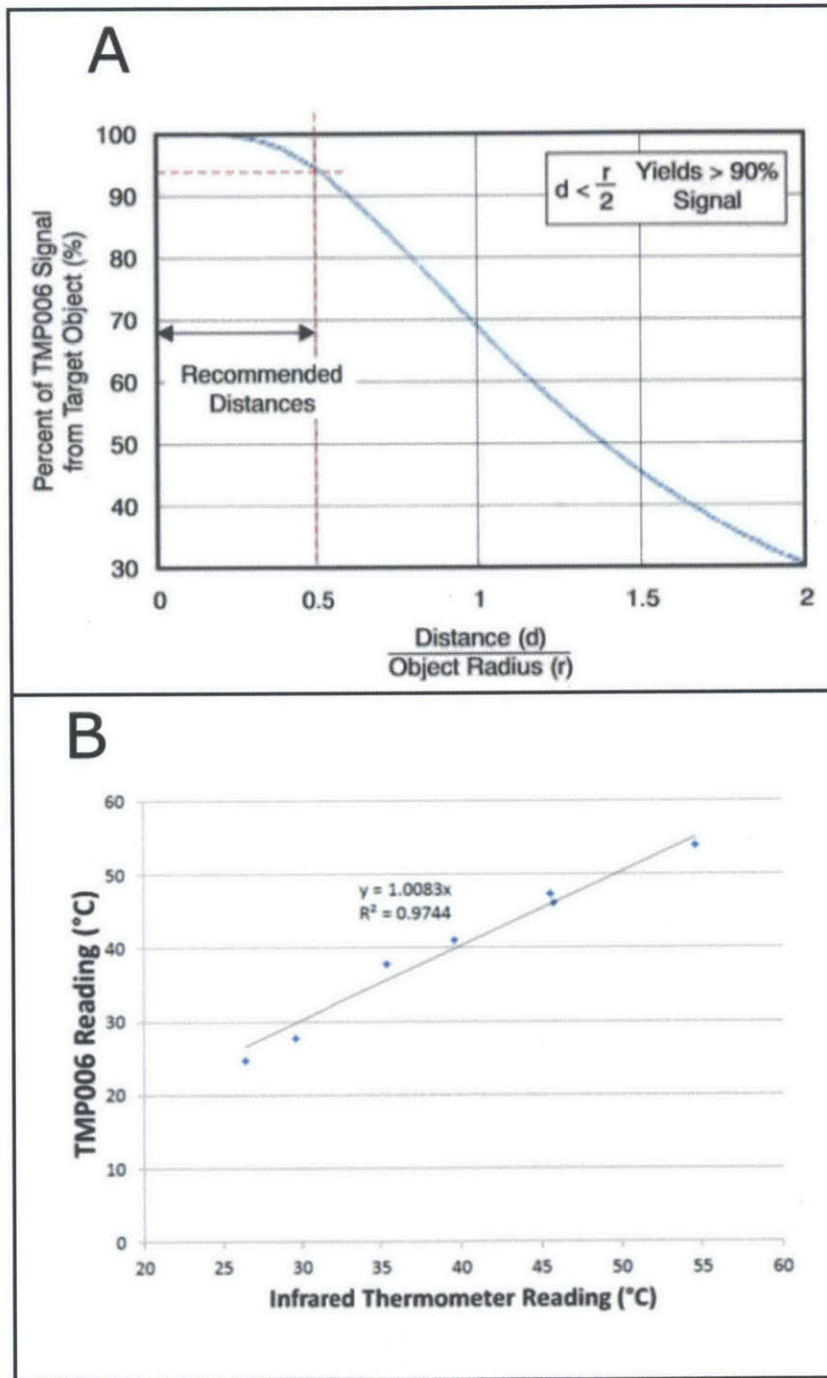 A
100
90
80
70
60
50
40
30
Percent of TMP006 Signal
from Target Object (%)
d < r/2 Yields > 90%
Signal
Recommended
Distances
0 0.5 1 1.5 2
Distance (d)
Object Radius (r)
B
60
50
40
30
20
10
0
TMP006 Reading (°C)
y = 1.0083x
R² = 0.9744
20 25 30 35 40 45 50 55 60
Infrared Thermometer Reading (°C)